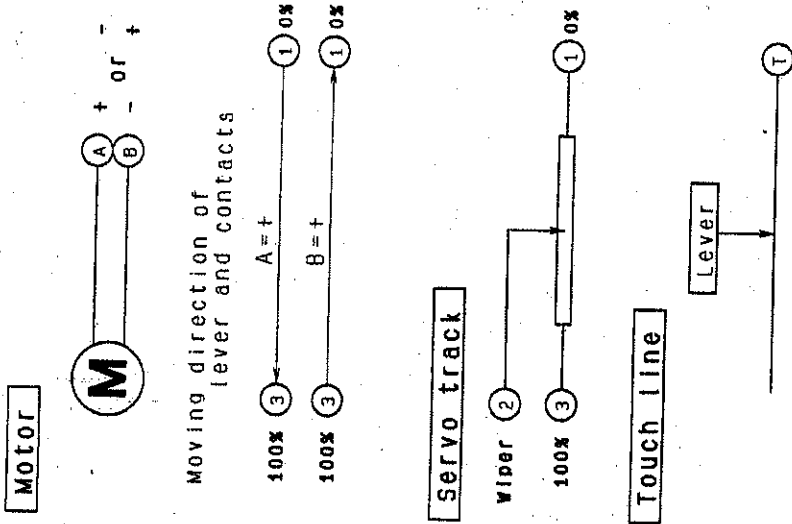 Motor
M
A + -
B - or +
Moving direction of
lever and contacts
100% 3 A=+ 1 0%
100% 3 B=+ 1 0%
Servo track
Wiper 2
100% 3 1 0%
Touch line
Lever
T